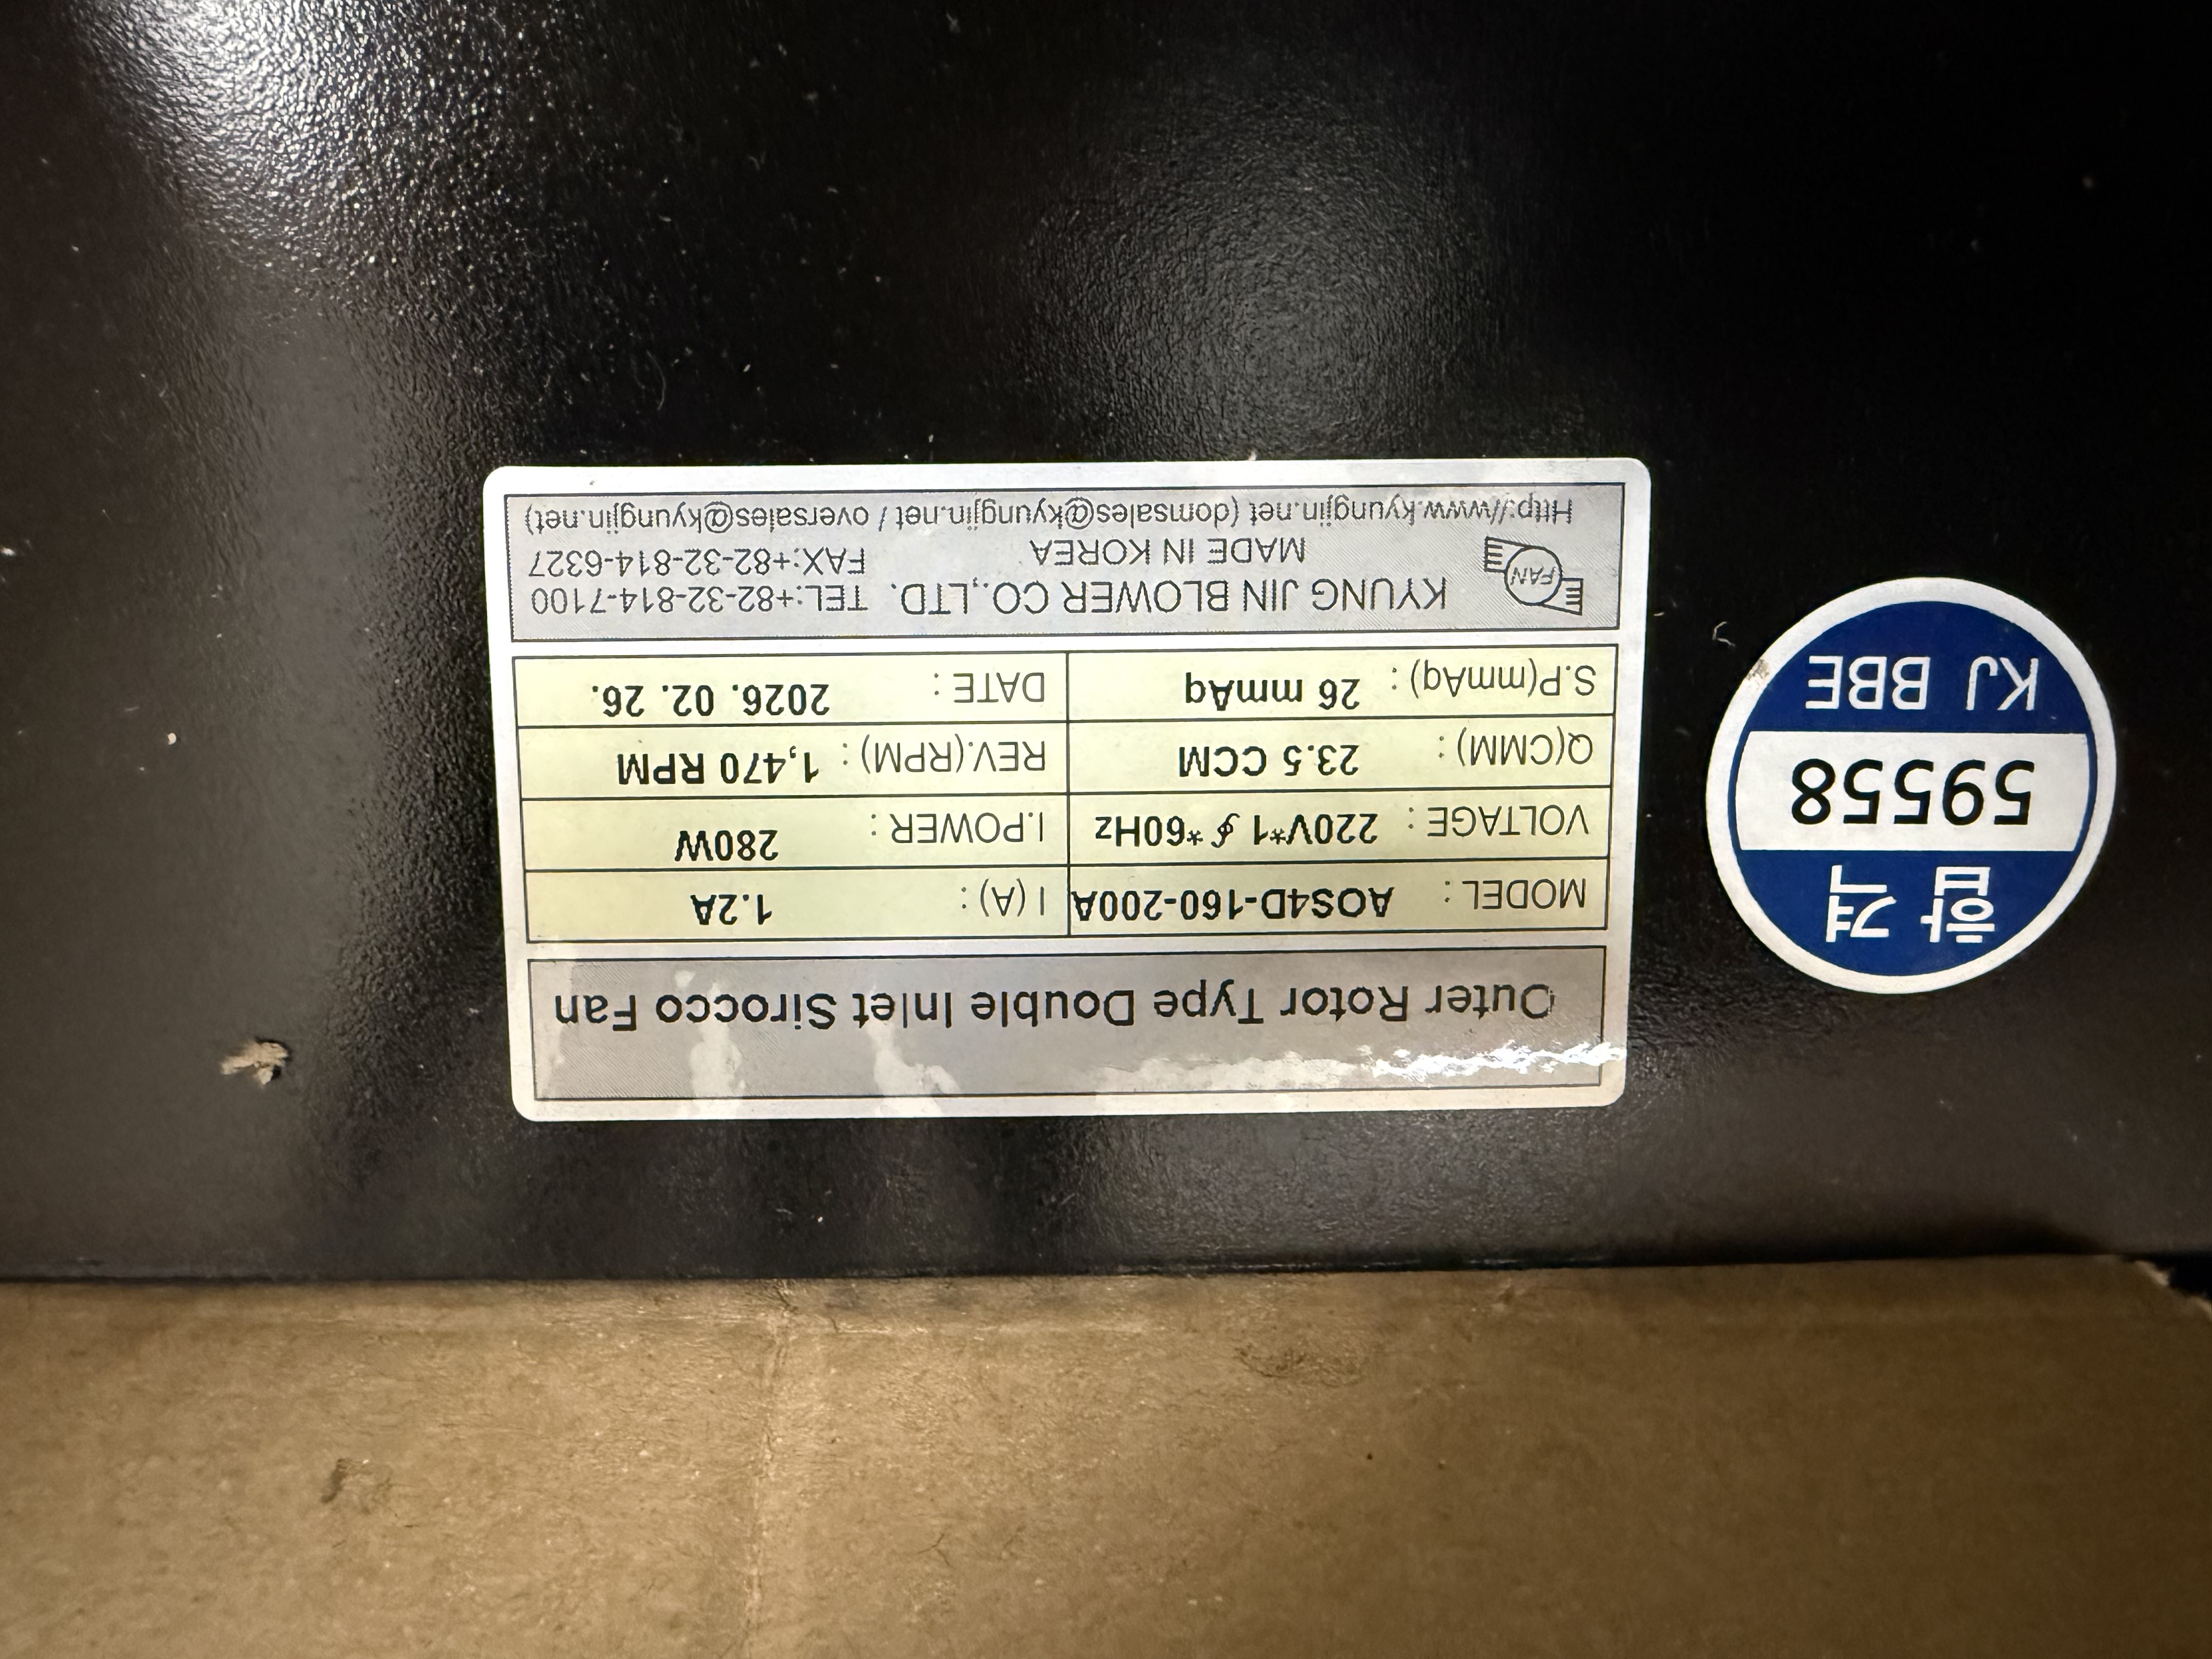 Outer Rotor Type Double Inlet Sirocco Fan
MODEL : AOS4D-160-200A I (A) : 1.2A
VOLTAGE : 220V*1∮*60Hz I.POWER : 280W
Q(CMM) : 23.5 CCM REV.(RPM) : 1,470 RPM
S.P(mmAq) : 26 mmAq DATE : 2026. 02. 26.
FAN
KYUNG JIN BLOWER CO.,LTD. TEL:+82-32-814-7100
MADE IN KOREA FAX:+82-32-814-6327
Http://www.kyungjin.net (domsales@kyungjin.net / oversales@kyungjin.net)
합격
59558
KJ BBE